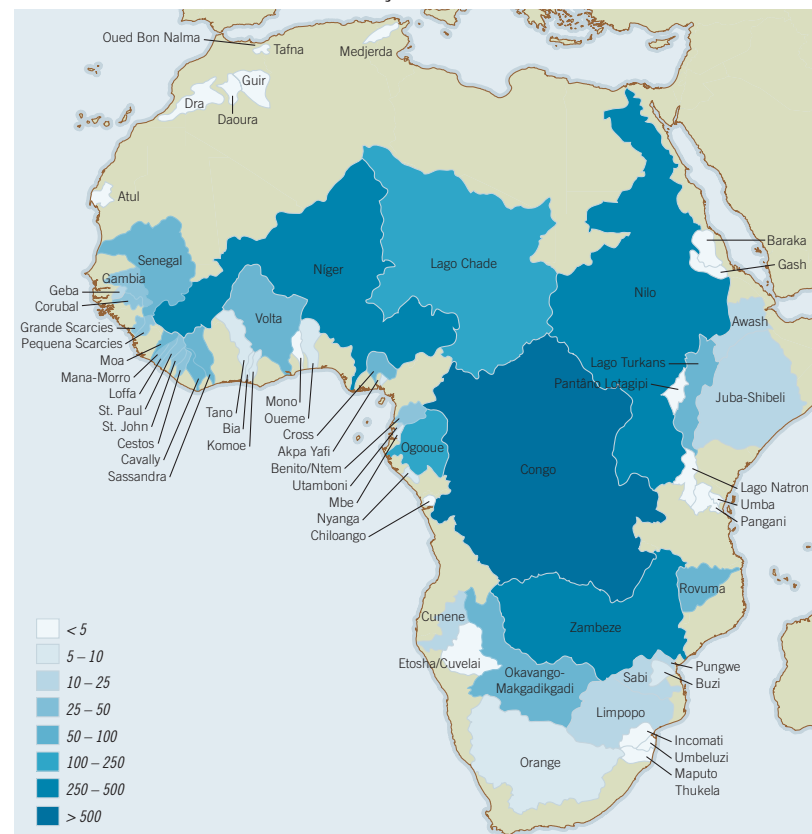 Oued Bon Nalma
Tafna
Medjerda
Guir
Dra
Daoura
Atul
Baraka
Gash
Senegal
Gambia
Geba
Corubal
Grande Scarcies
Pequena Scarcies
Moa
Mana-Morro
Loffa
St. Paul
St. John
Cestos
Cavally
Sassandra
Níger
Lago Chade
Nilo
Volta
Awash
Lago Turkans
Pantâno Lotagipi
Juba-Shibeli
Tano
Bia
Komoe
Mono
Oueme
Cross
Akpa Yafi
Benito/Ntem
Utamboni
Mbe
Nyanga
Chiloango
Ogooue
Congo
Lago Natron
Umba
Pangani
Rovuma
Cunene
Zambeze
Etosha/Cuvelai
Okavango-
Makgadikgadi
Pungwe
Buzi
Sabi
Limpopo
Orange
Incomati
Umbeluzi
Maputo
Thukela
< 5
5 – 10
10 – 25
25 – 50
50 – 100
100 – 250
250 – 500
> 500